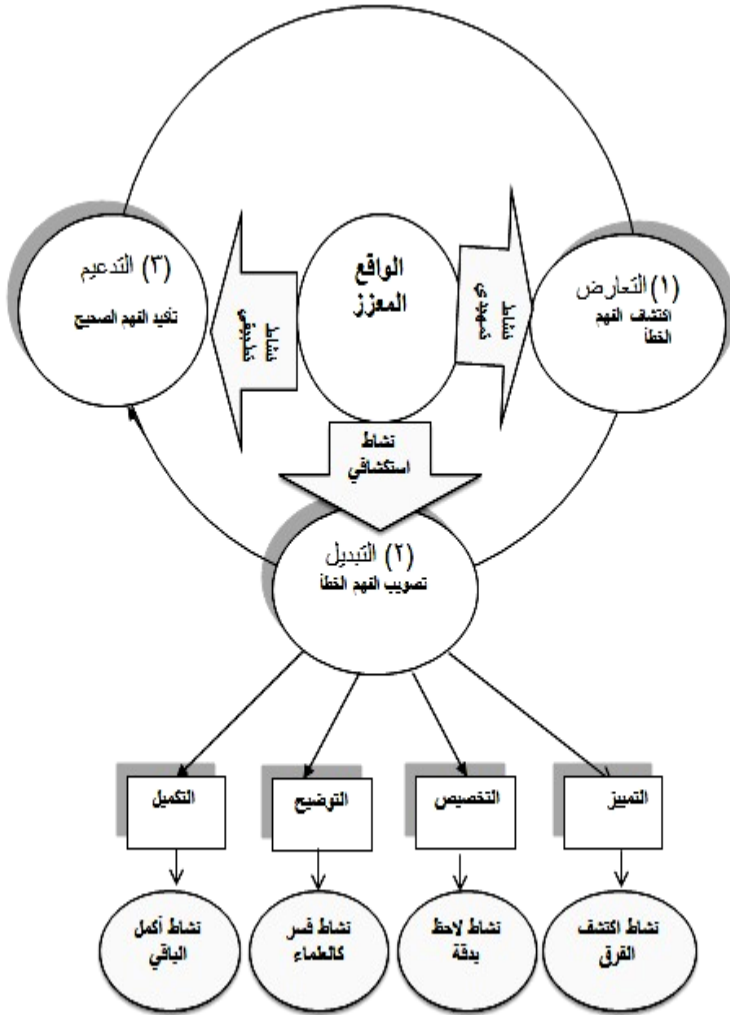 الواقع
المعزز
(١) التعارض
اكتشاف الفهم
الخطأ
نشاط
تمهيدي
(٣) التدعيم
تأكيد الفهم الصحيح
نشاط
تطبيقي
نشاط
استكشافي
(٢) التبديل
تصويب الفهم الخطأ
التمييز
التخصيص
التوضيح
التكميل
نشاط اكتشف
الفرق
نشاط لاحظ
بدقة
نشاط فسر
كالعلماء
نشاط أكمل
الباقي